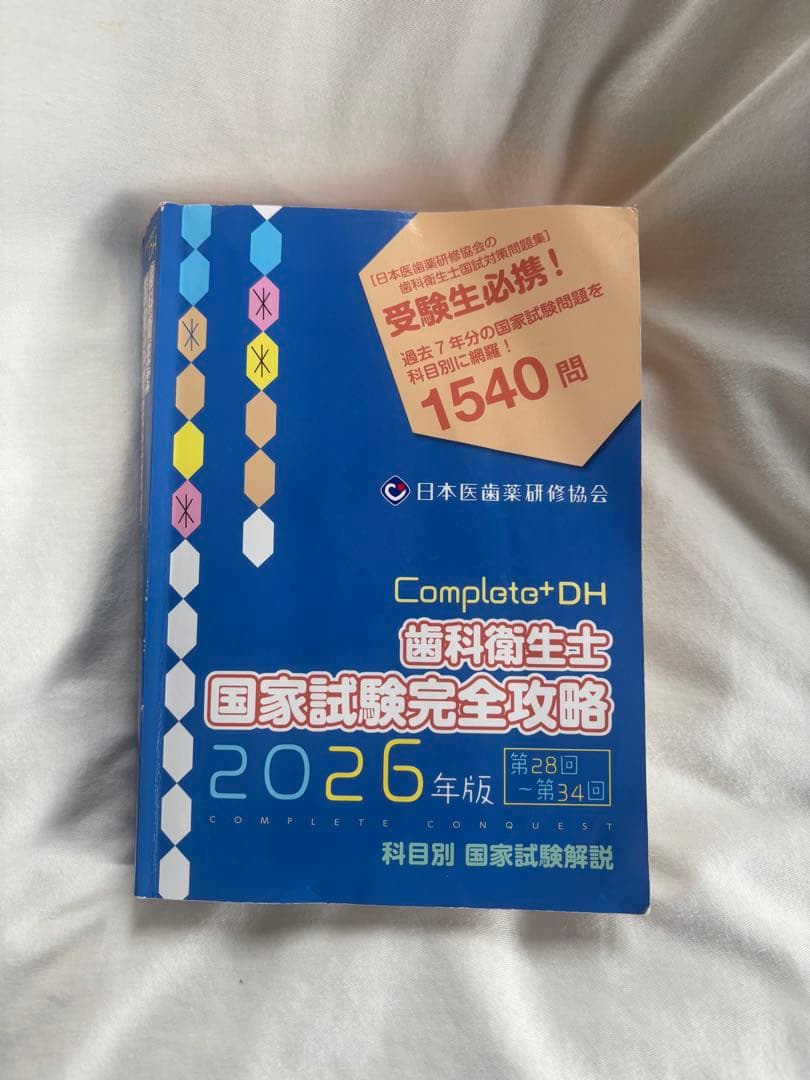 [日本医歯薬研修協会の
歯科衛生士国試対策問題集]
受験生必携！
過去7年分の国家試験問題を
科目別に網羅！
1540問
日本医歯薬研修協会
Complete+DH
歯科衛生士
国家試験完全攻略
2026年版
第28回
～第34回
COMPLETE CONQUEST
科目別 国家試験解説